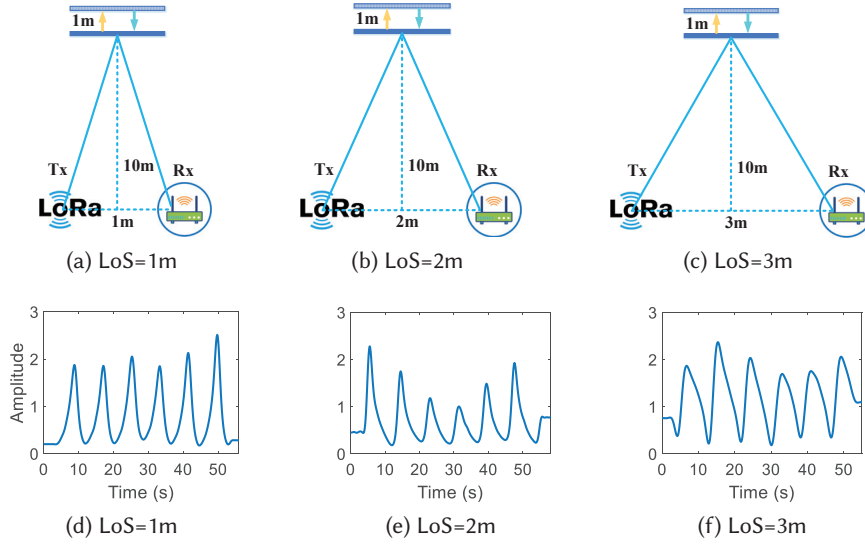 1m
Tx
10m
Rx
LoRa
1m
(a) LoS=1m
1m
Tx
10m
Rx
LoRa
2m
(b) LoS=2m
1m
Tx
10m
Rx
LoRa
3m
(c) LoS=3m
Amplitude
3
2
1
0
0 10 20 30 40 50
Time (s)
(d) LoS=1m
3
2
1
0
0 10 20 30 40 50
Time (s)
(e) LoS=2m
3
2
1
0
0 10 20 30 40 50
Time (s)
(f) LoS=3m